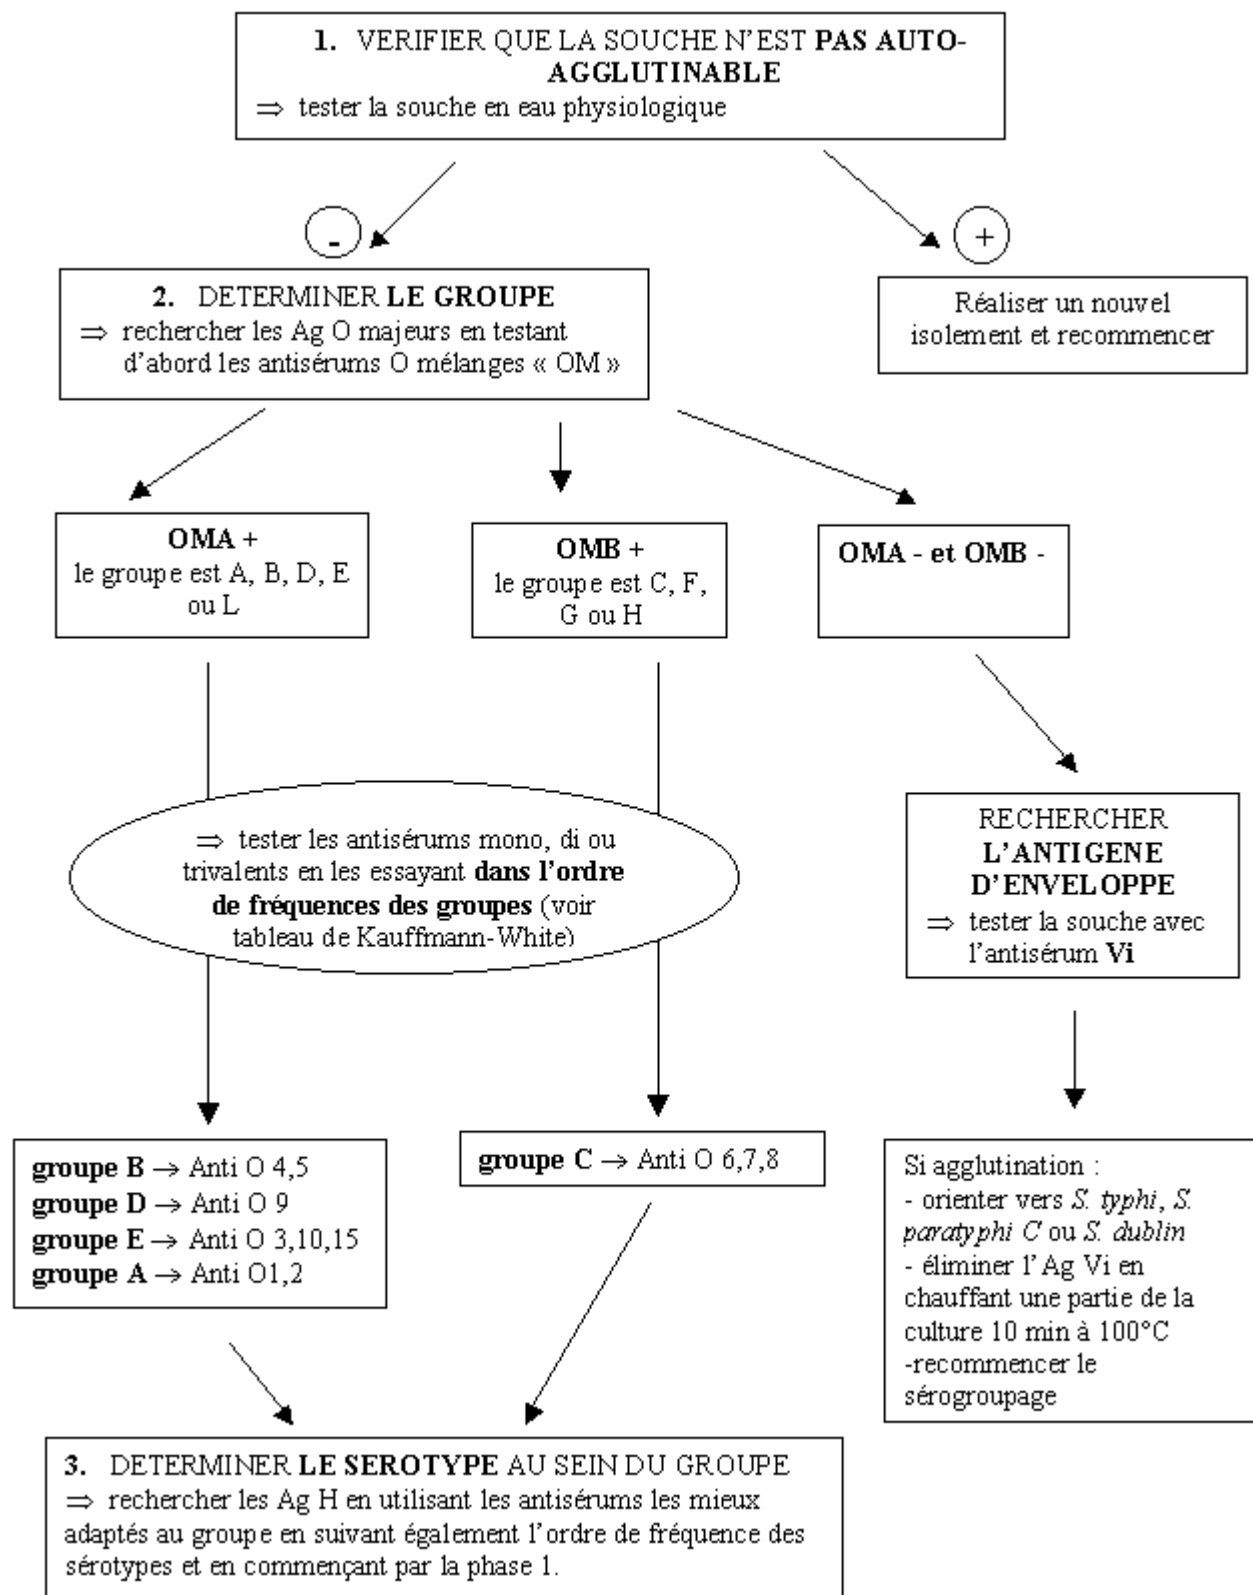 1. VERIFIER QUE LA SOUCHE N'EST PAS AUTO-
AGGLUTINABLE
⇒ tester la souche en eau physiologique
-
+
2. DETERMINER LE GROUPE
⇒ rechercher les Ag O majeurs en testant
d'abord les antisérums O mélanges « OM »
Réaliser un nouvel
isolement et recommencer
OMA +
le groupe est A, B, D, E
ou L
OMB +
le groupe est C, F,
G ou H
OMA - et OMB -
⇒ tester les antisérums mono, di ou
trivalents en les essayant dans l'ordre
de fréquences des groupes (voir
tableau de Kauffmann-White)
RECHERCHER
L'ANTIGENE
D'ENVELOPPE
⇒ tester la souche avec
l'antisérum Vi
groupe B → Anti O 4,5
groupe D → Anti O 9
groupe E → Anti O 3,10,15
groupe A → Anti O1,2
groupe C → Anti O 6,7,8
Si agglutination :
- orienter vers S. typhi, S.
paratyphi C ou S. dublin
- éliminer l'Ag Vi en
chauffant une partie de la
culture 10 min à 100°C
-recommencer le
sérogroupage
3. DETERMINER LE SEROTYPE AU SEIN DU GROUPE
⇒ rechercher les Ag H en utilisant les antisérums les mieux
adaptés au groupe en suivant également l'ordre de fréquence des
sérotypes et en commençant par la phase 1.